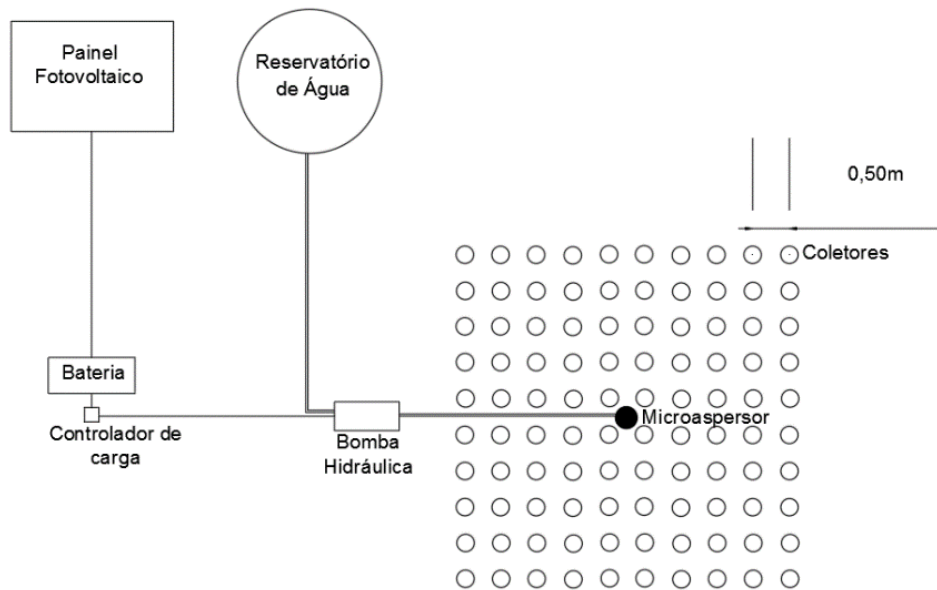 Painel
Fotovoltaico
Reservatório
de Água
0,50m
Coletores
Bateria
Controlador de
carga
Bomba
Hidráulica
Microaspersor